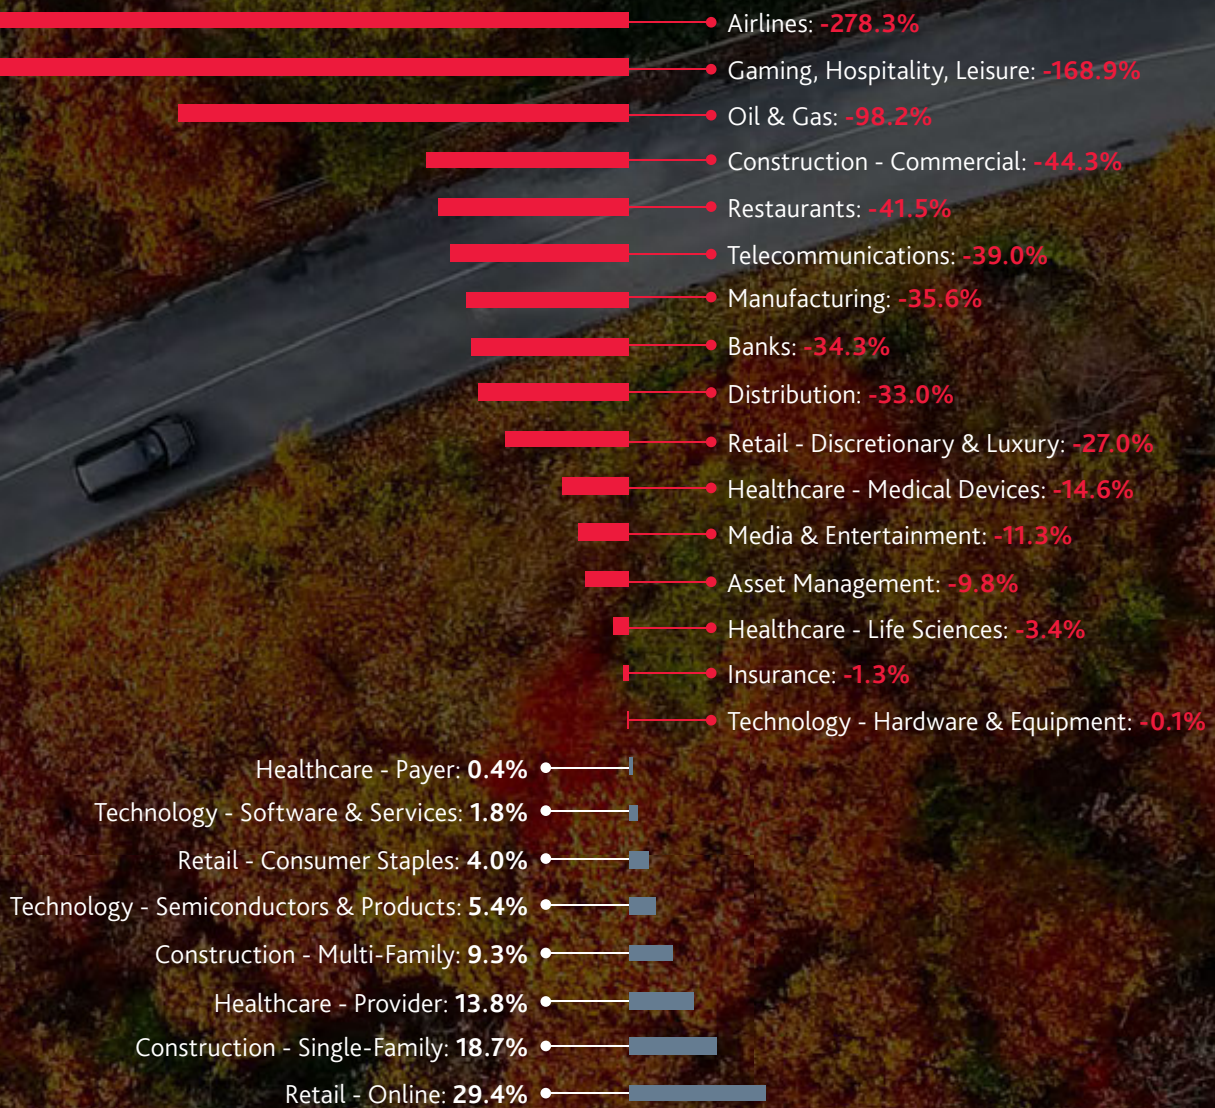 Airlines: -278.3%
Gaming, Hospitality, Leisure: -168.9%
Oil & Gas: -98.2%
Construction - Commercial: -44.3%
Restaurants: -41.5%
Telecommunications: -39.0%
Manufacturing: -35.6%
Banks: -34.3%
Distribution: -33.0%
Retail - Discretionary & Luxury: -27.0%
Healthcare - Medical Devices: -14.6%
Media & Entertainment: -11.3%
Asset Management: -9.8%
Healthcare - Life Sciences: -3.4%
Insurance: -1.3%
Technology - Hardware & Equipment: -0.1%
Healthcare - Payer: 0.4%
Technology - Software & Services: 1.8%
Retail - Consumer Staples: 4.0%
Technology - Semiconductors & Products: 5.4%
Construction - Multi-Family: 9.3%
Healthcare - Provider: 13.8%
Construction - Single-Family: 18.7%
Retail - Online: 29.4%